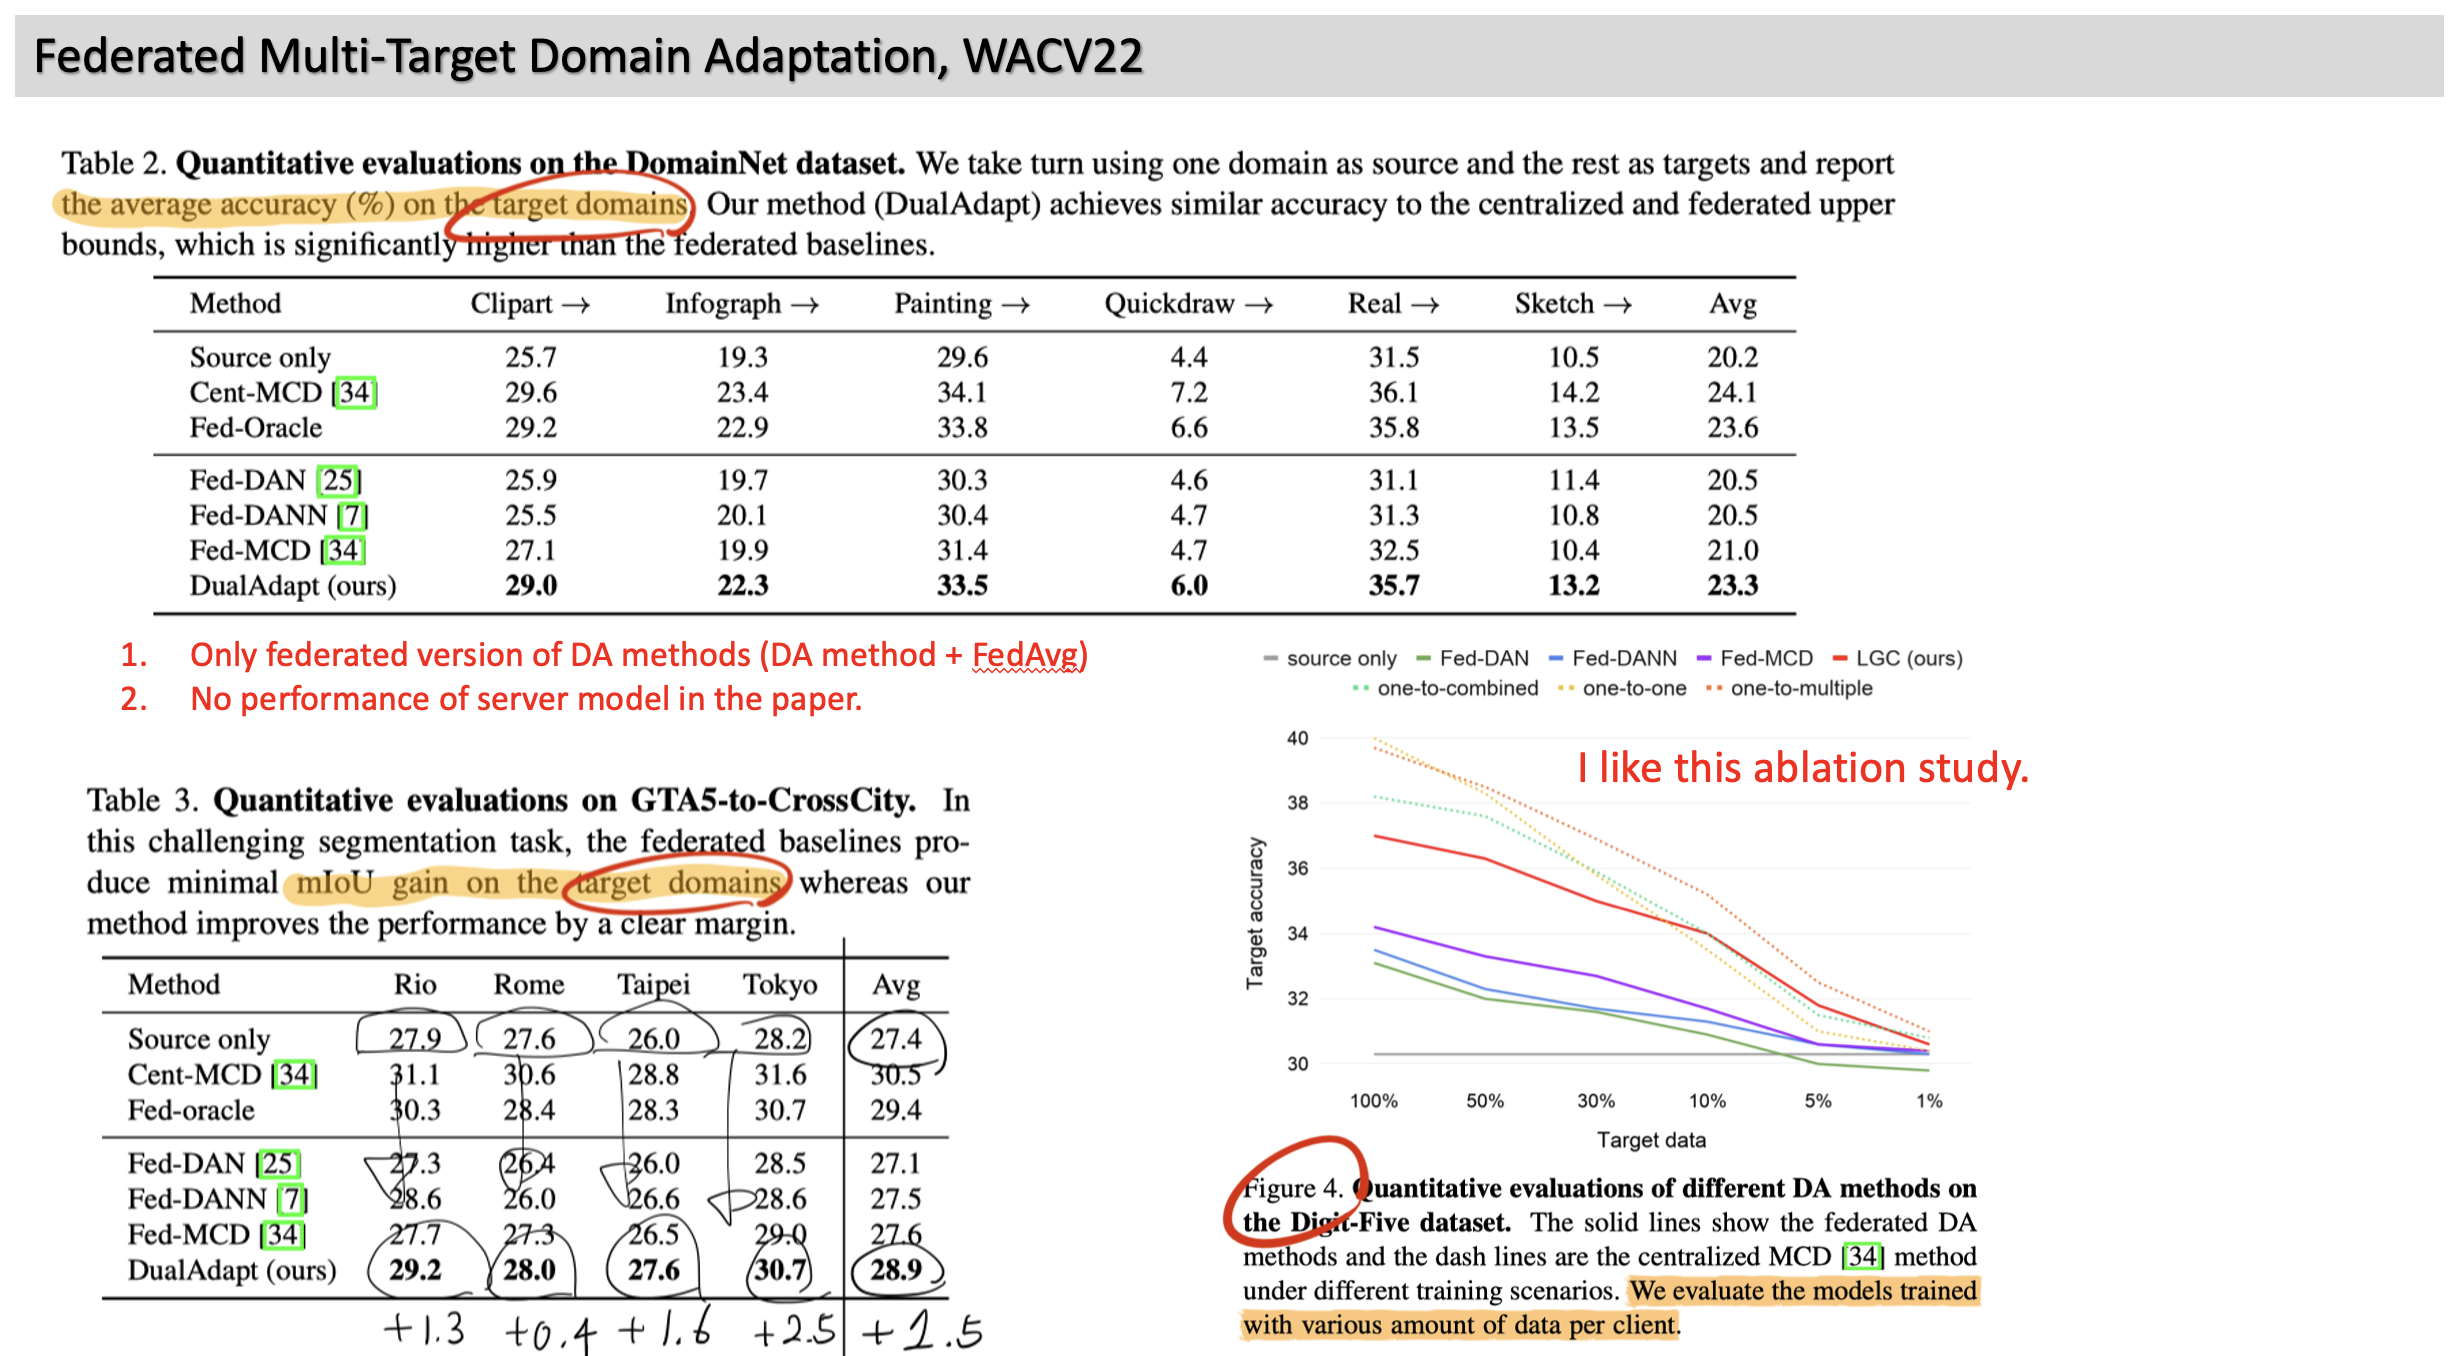 Federated Multi-Target Domain Adaptation, WACV22
Table 2. Quantitative evaluations on the DomainNet dataset. We take turn using one domain as source and the rest as targets and report
the average accuracy (%) on the target domains. Our method (DualAdapt) achieves similar accuracy to the centralized and federated upper
bounds, which is significantly higher than the federated baselines.
Method Clipart → Infograph → Painting → Quickdraw → Real → Sketch → Avg
Source only 25.7 19.3 29.6 4.4 31.5 10.5 20.2
Cent-MCD [34] 29.6 23.4 34.1 7.2 36.1 14.2 24.1
Fed-Oracle 29.2 22.9 33.8 6.6 35.8 13.5 23.6
Fed-DAN [25] 25.9 19.7 30.3 4.6 31.1 11.4 20.5
Fed-DANN [7] 25.5 20.1 30.4 4.7 31.3 10.8 20.5
Fed-MCD [34] 27.1 19.9 31.4 4.7 32.5 10.4 21.0
DualAdapt (ours) 29.0 22.3 33.5 6.0 35.7 13.2 23.3
1. Only federated version of DA methods (DA method + FedAvg)
2. No performance of server model in the paper.
Table 3. Quantitative evaluations on GTA5-to-CrossCity. In
this challenging segmentation task, the federated baselines pro-
duce minimal mIoU gain on the target domains whereas our
method improves the performance by a clear margin.
Method Rio Rome Taipei Tokyo Avg
Source only 27.9 27.6 26.0 28.2 27.4
Cent-MCD [34] 31.1 30.6 28.8 31.6 30.5
Fed-oracle 30.3 28.4 28.3 30.7 29.4
Fed-DAN [25] 27.3 26.4 26.0 28.5 27.1
Fed-DANN [7] 28.6 26.0 26.6 28.6 27.5
Fed-MCD [34] 27.7 27.3 26.5 29.0 27.6
DualAdapt (ours) 29.2 28.0 27.6 30.7 28.9
+1.3 +0.4 +1.6 +2.5 +1.5
source only Fed-DAN Fed-DANN Fed-MCD LGC (ours)
one-to-combined one-to-one one-to-multiple
I like this ablation study.
40
38
36
34
32
30
Target accuracy
100% 50% 30% 10% 5% 1%
Target data
Figure 4. Quantitative evaluations of different DA methods on
the Digit-Five dataset. The solid lines show the federated DA
methods and the dash lines are the centralized MCD [34] method
under different training scenarios. We evaluate the models trained
with various amount of data per client.